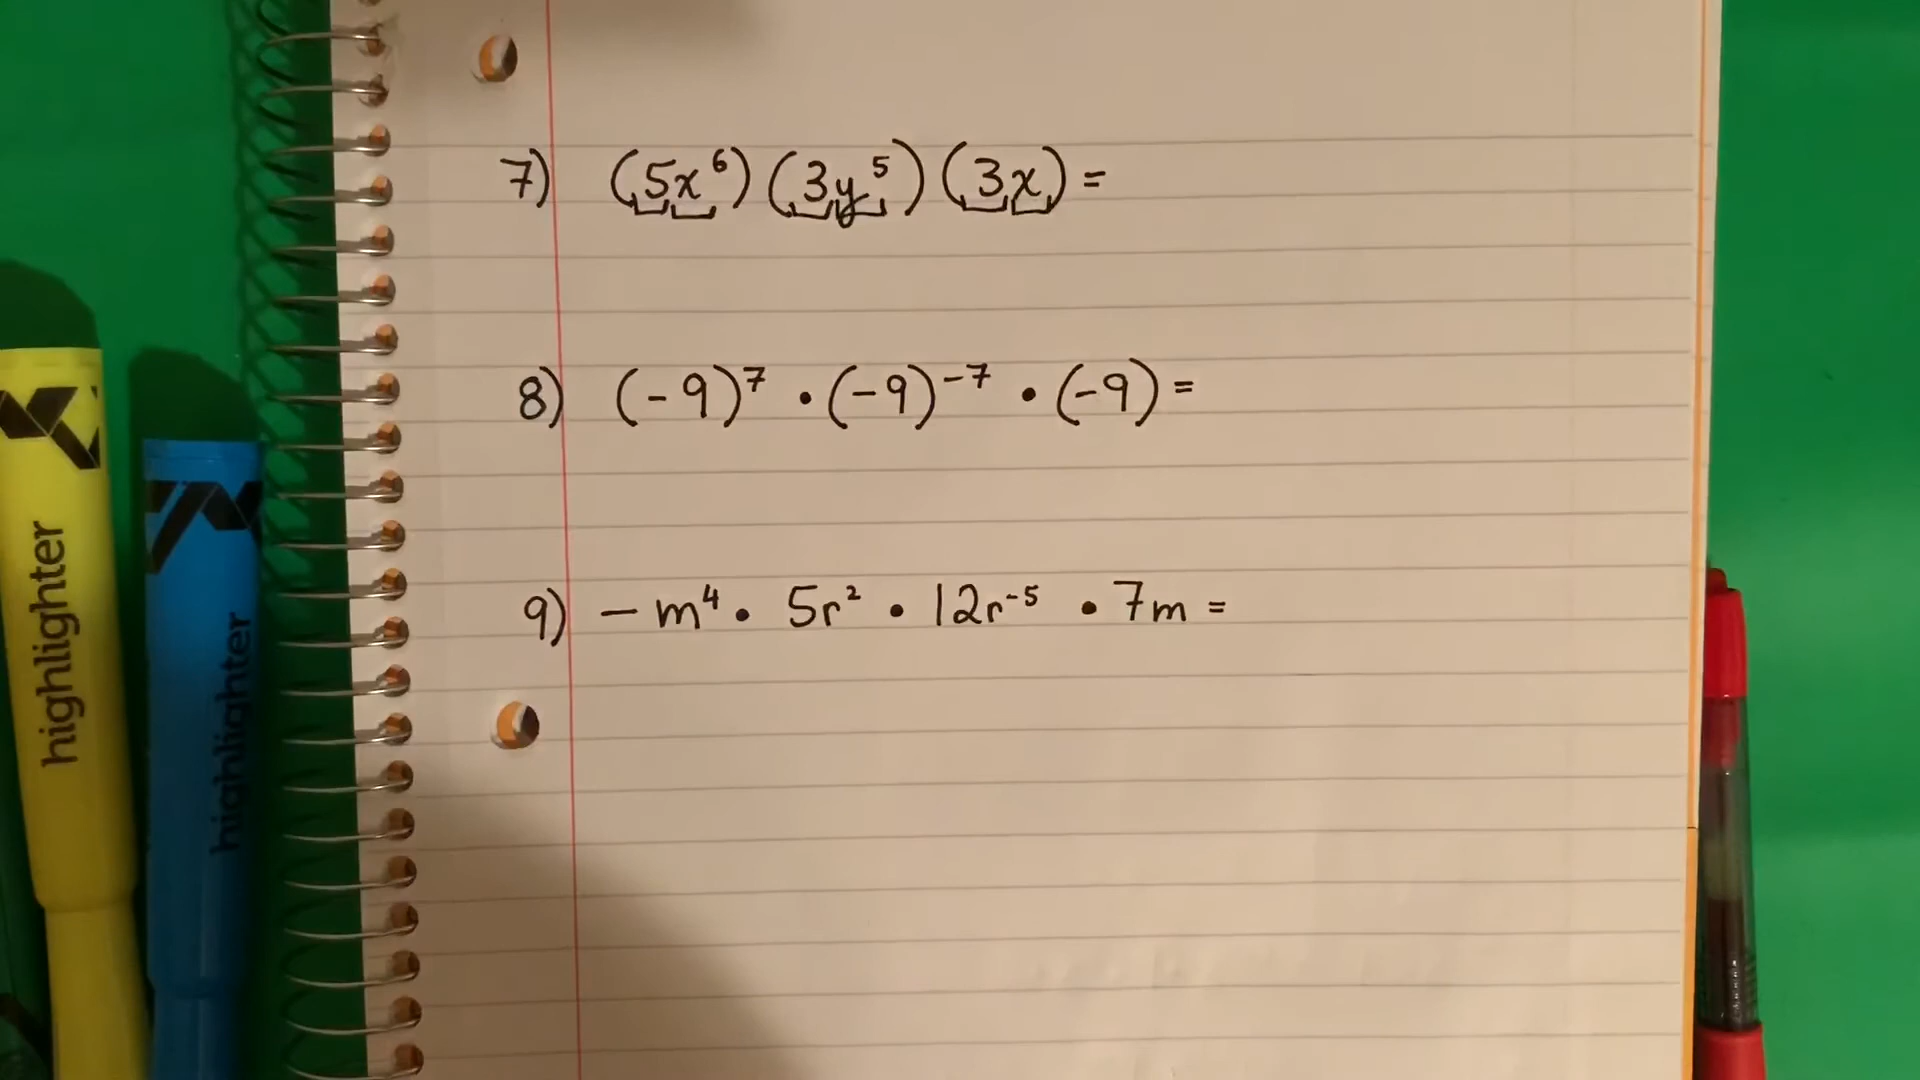 7) (5x⁶)(3y⁵)(3x)=
8) (-9)⁷ • (-9)⁻⁷ • (-9)=
9) - m⁴ • 5r² • 12r⁻⁵ • 7m =
highlighter
highlighter